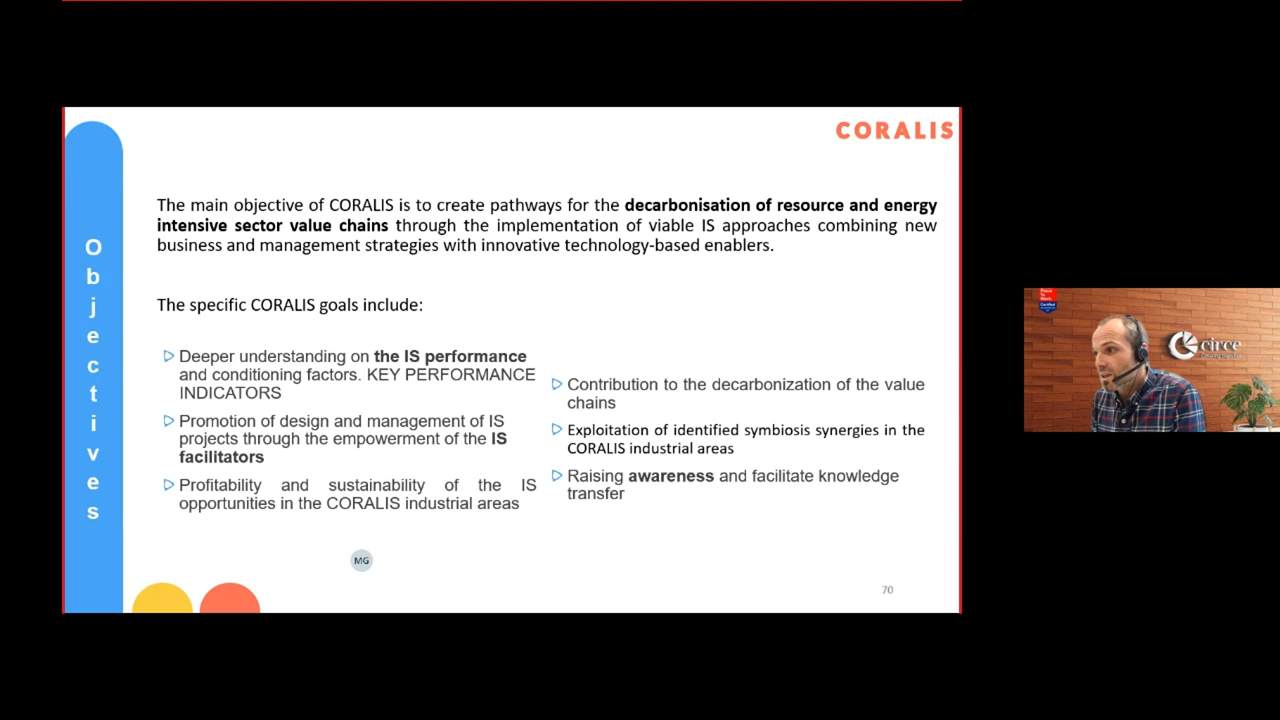 CORALIS
Objectives
The main objective of CORALIS is to create pathways for the decarbonisation of resource and energy
intensive sector value chains through the implementation of viable IS approaches combining new
business and management strategies with innovative technology-based enablers.
The specific CORALIS goals include:
Deeper understanding on the IS performance
and conditioning factors. KEY PERFORMANCE
INDICATORS
Promotion of design and management of IS
projects through the empowerment of the IS
facilitators
Profitability and sustainability of the IS
opportunities in the CORALIS industrial areas
Contribution to the decarbonization of the value
chains
Exploitation of identified symbiosis synergies in the
CORALIS industrial areas
Raising awareness and facilitate knowledge
transfer
MG
70
circe